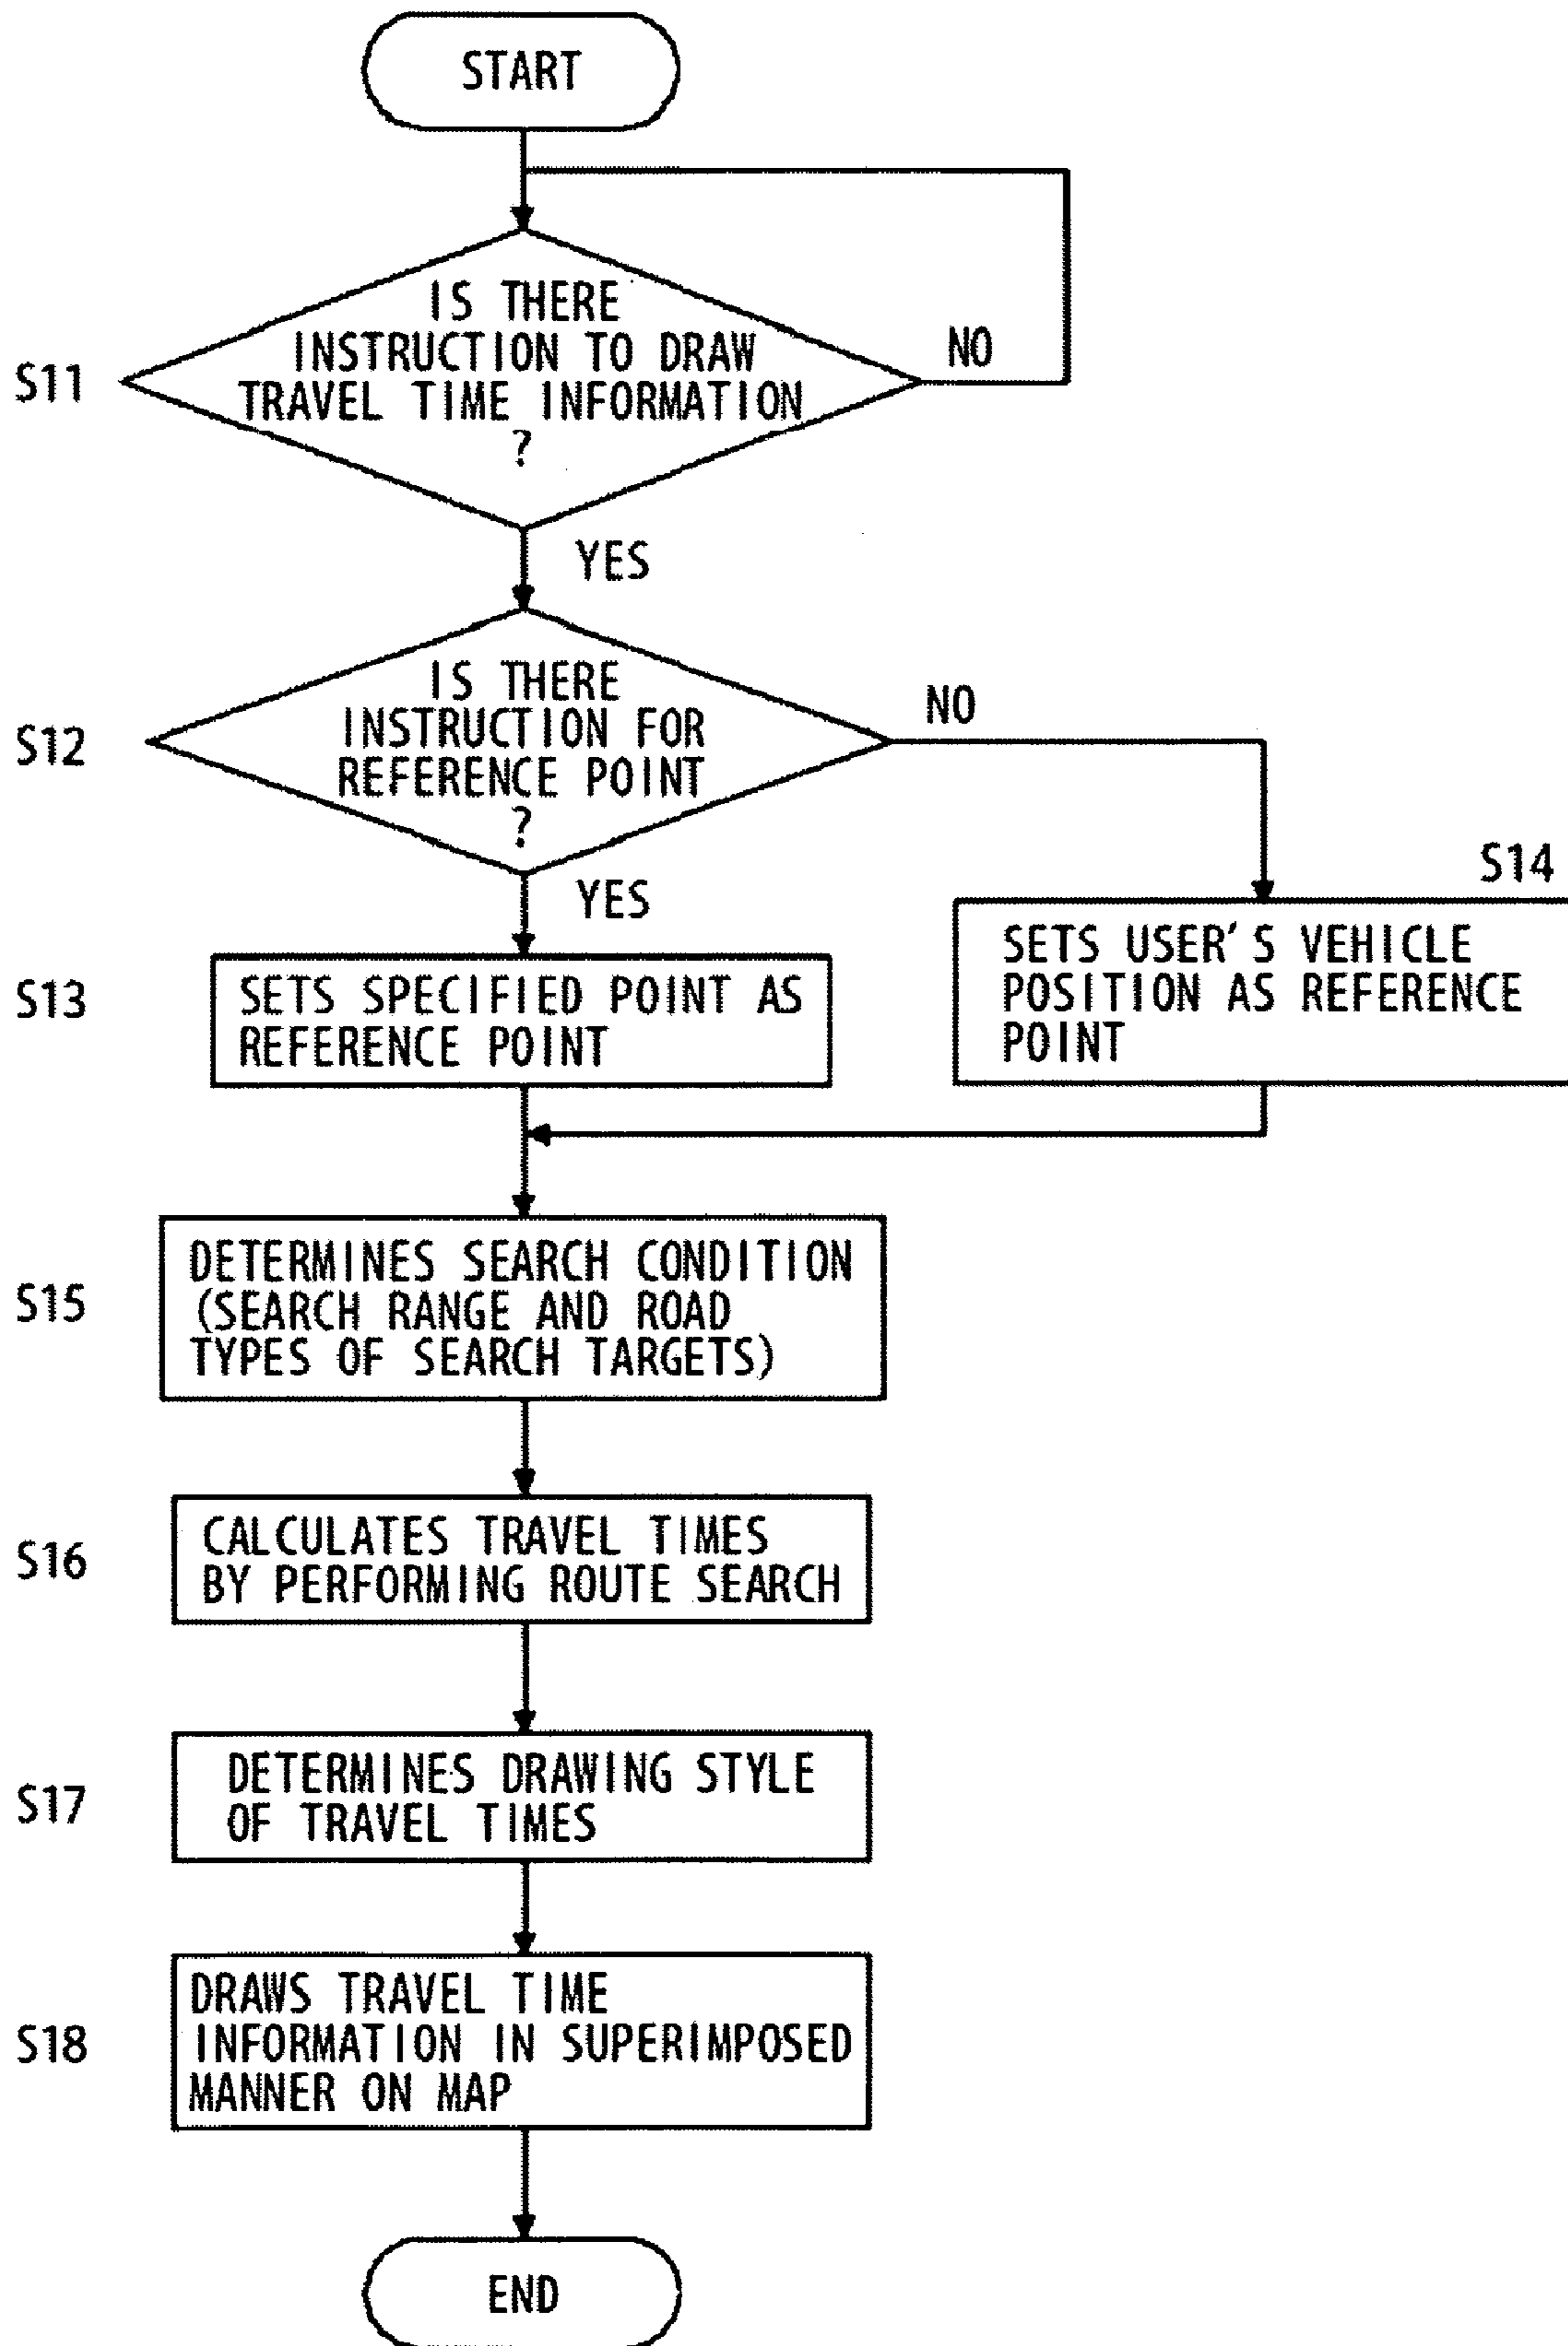 START
IS THERE
INSTRUCTION TO DRAW
TRAVEL TIME INFORMATION
?
NO
S11
YES
IS THERE
INSTRUCTION FOR
REFERENCE POINT
?
NO
S12
YES
S13
SETS SPECIFIED POINT AS
REFERENCE POINT
S14
SETS USER'S VEHICLE
POSITION AS REFERENCE
POINT
S15
DETERMINES SEARCH CONDITION
(SEARCH RANGE AND ROAD
TYPES OF SEARCH TARGETS)
S16
CALCULATES TRAVEL TIMES
BY PERFORMING ROUTE SEARCH
S17
DETERMINES DRAWING STYLE
OF TRAVEL TIMES
S18
DRAWS TRAVEL TIME
INFORMATION IN SUPERIMPOSED
MANNER ON MAP
END